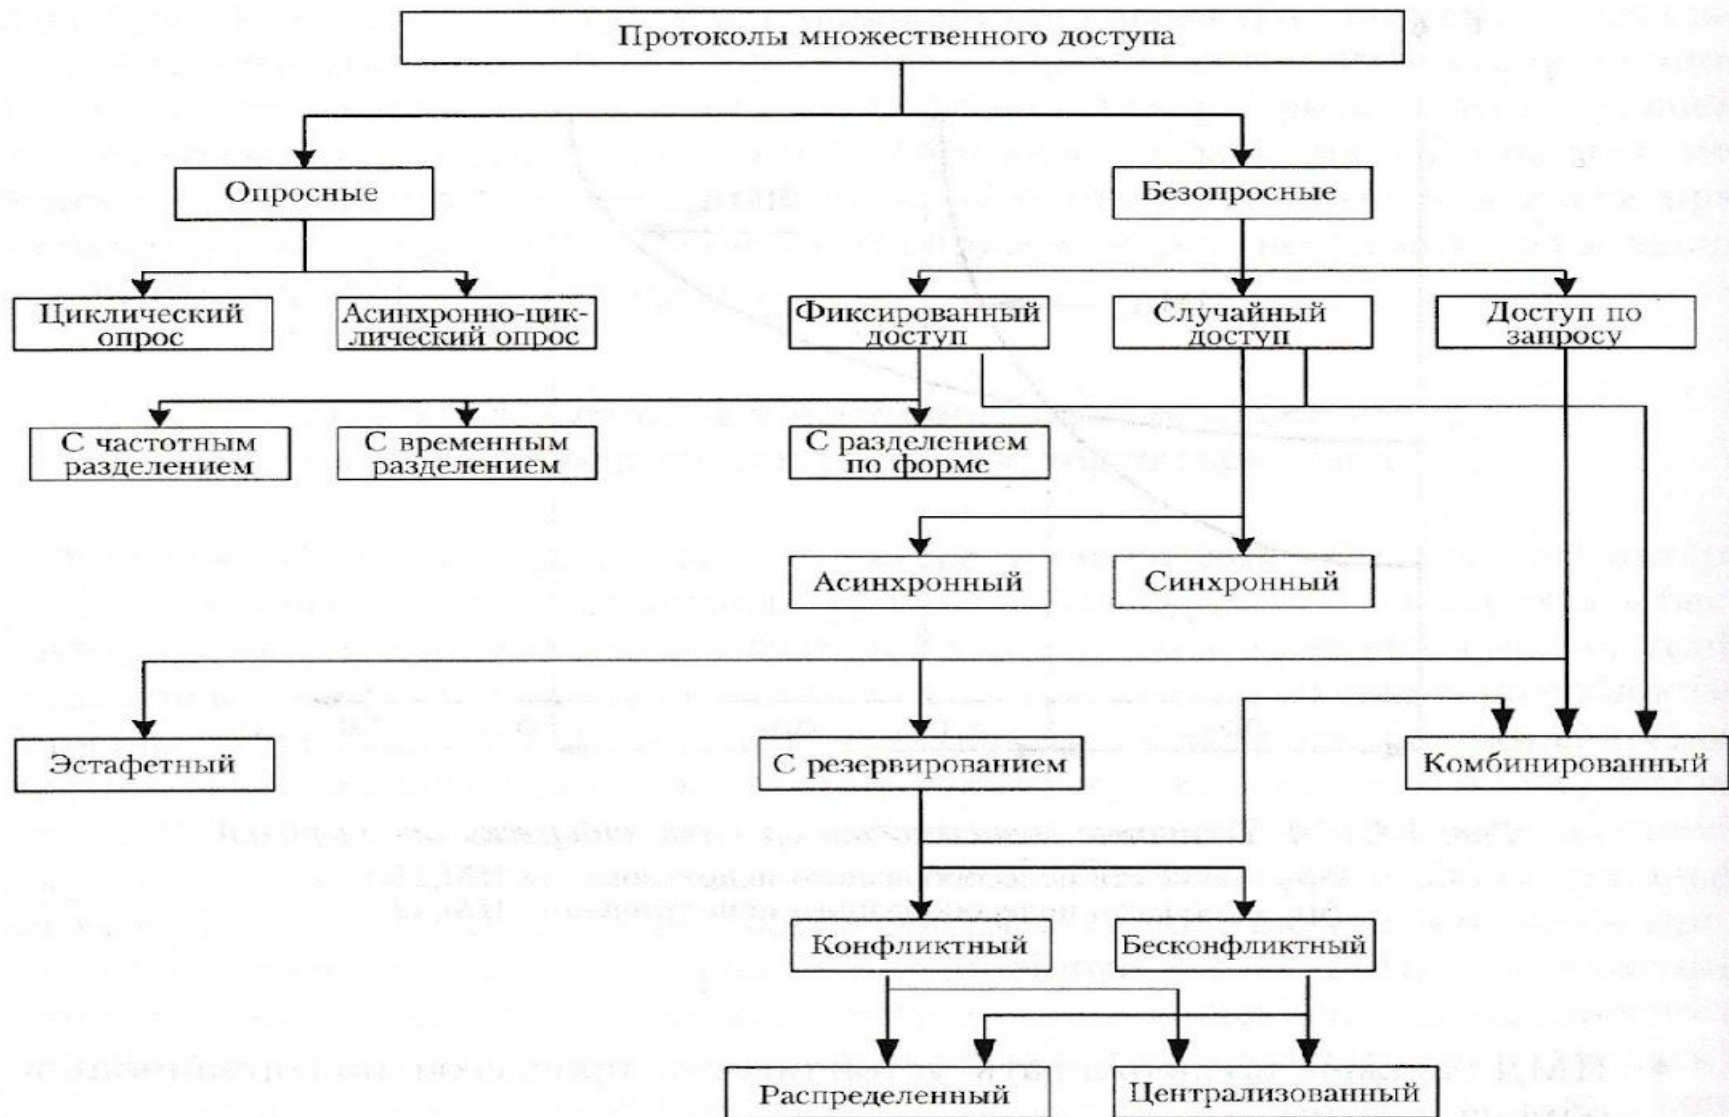 Протоколы множественного доступа
Опросные
Безопросные
Циклический
опрос
Асинхронно-цик-
лический опрос
Фиксированный
доступ
Случайный
доступ
Доступ по
запросу
С частотным
разделением
С временным
разделением
С разделением
по форме
Асинхронный
Синхронный
Эстафетный
С резервированием
Комбинированный
Конфликтный
Бесконфликтный
Распределенный
Централизованный